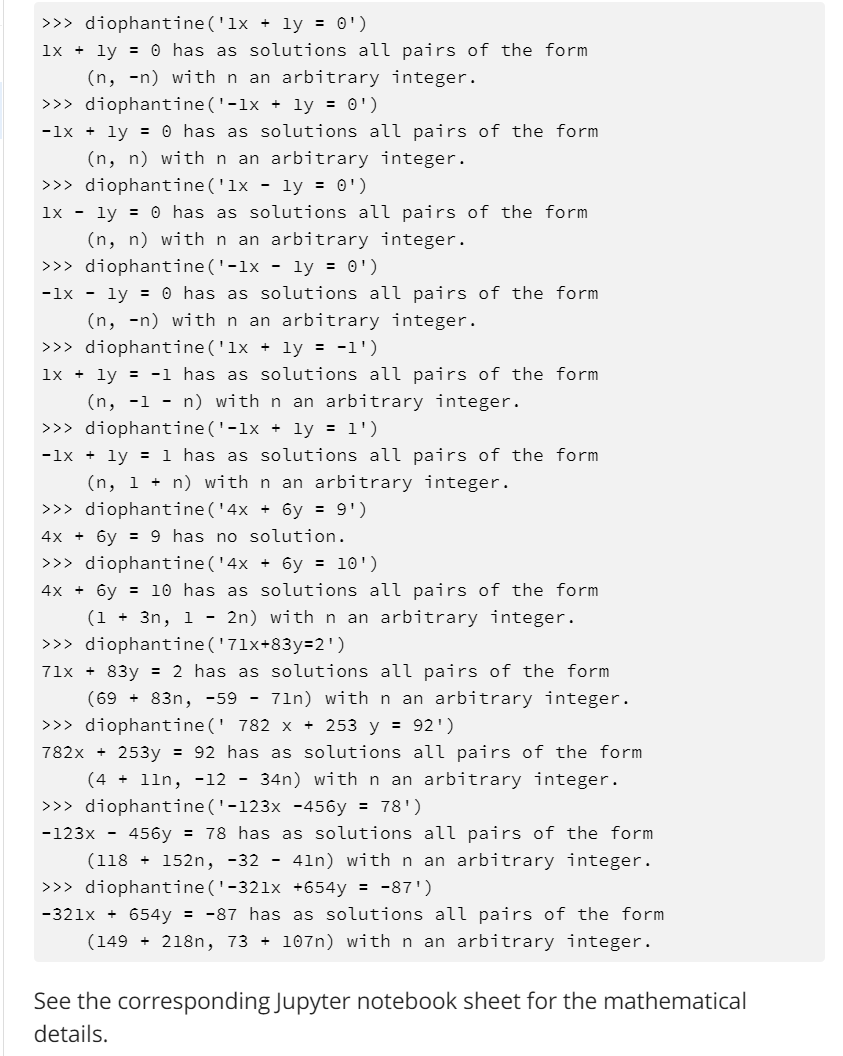 >>> diophantine('1x + 1y = 0')
1x + 1y = 0 has as solutions all pairs of the form
    (n, -n) with n an arbitrary integer.
>>> diophantine('-1x + 1y = 0')
-1x + 1y = 0 has as solutions all pairs of the form
    (n, n) with n an arbitrary integer.
>>> diophantine('1x - 1y = 0')
1x - 1y = 0 has as solutions all pairs of the form
    (n, n) with n an arbitrary integer.
>>> diophantine('-1x - 1y = 0')
-1x - 1y = 0 has as solutions all pairs of the form
    (n, -n) with n an arbitrary integer.
>>> diophantine('1x + 1y = -1')
1x + 1y = -1 has as solutions all pairs of the form
    (n, -1 - n) with n an arbitrary integer.
>>> diophantine('-1x + 1y = 1')
-1x + 1y = 1 has as solutions all pairs of the form
    (n, 1 + n) with n an arbitrary integer.
>>> diophantine('4x + 6y = 9')
4x + 6y = 9 has no solution.
>>> diophantine('4x + 6y = 10')
4x + 6y = 10 has as solutions all pairs of the form
    (1 + 3n, 1 - 2n) with n an arbitrary integer.
>>> diophantine('71x+83y=2')
71x + 83y = 2 has as solutions all pairs of the form
    (69 + 83n, -59 - 71n) with n an arbitrary integer.
>>> diophantine(' 782 x + 253 y = 92')
782x + 253y = 92 has as solutions all pairs of the form
    (4 + 11n, -12 - 34n) with n an arbitrary integer.
>>> diophantine('-123x -456y = 78')
-123x - 456y = 78 has as solutions all pairs of the form
    (118 + 152n, -32 - 41n) with n an arbitrary integer.
>>> diophantine('-321x +654y = -87')
-321x + 654y = -87 has as solutions all pairs of the form
    (149 + 218n, 73 + 107n) with n an arbitrary integer.
See the corresponding Jupyter notebook sheet for the mathematical
details.